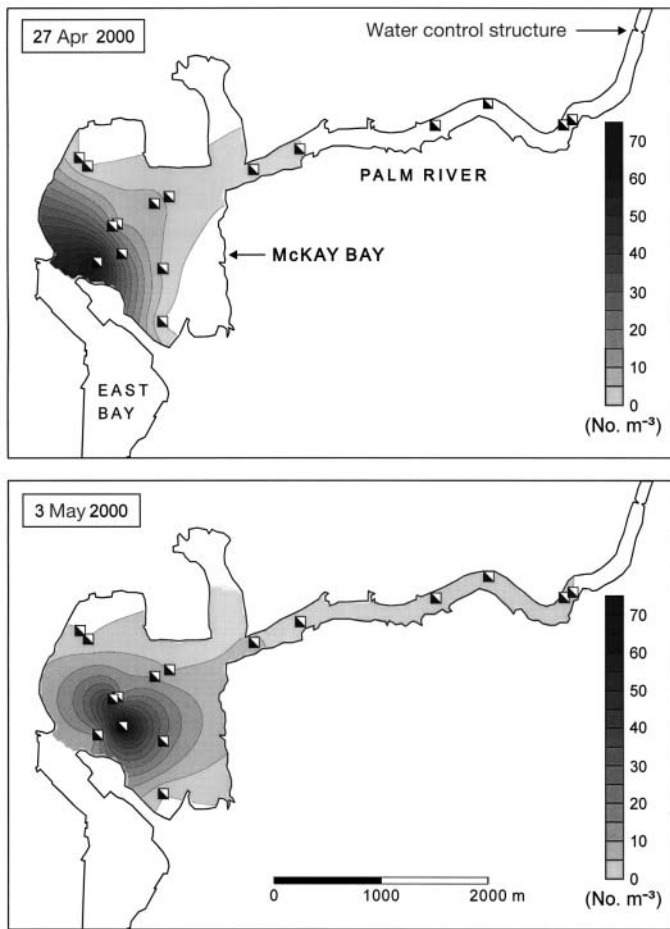 27 Apr 2000
Water control structure
PALM RIVER
McKAY BAY
EAST
BAY
70
60
50
40
30
20
10
0
(No. m⁻³)
3 May 2000
70
60
50
40
30
20
10
0
(No. m⁻³)
0 1000 2000 m